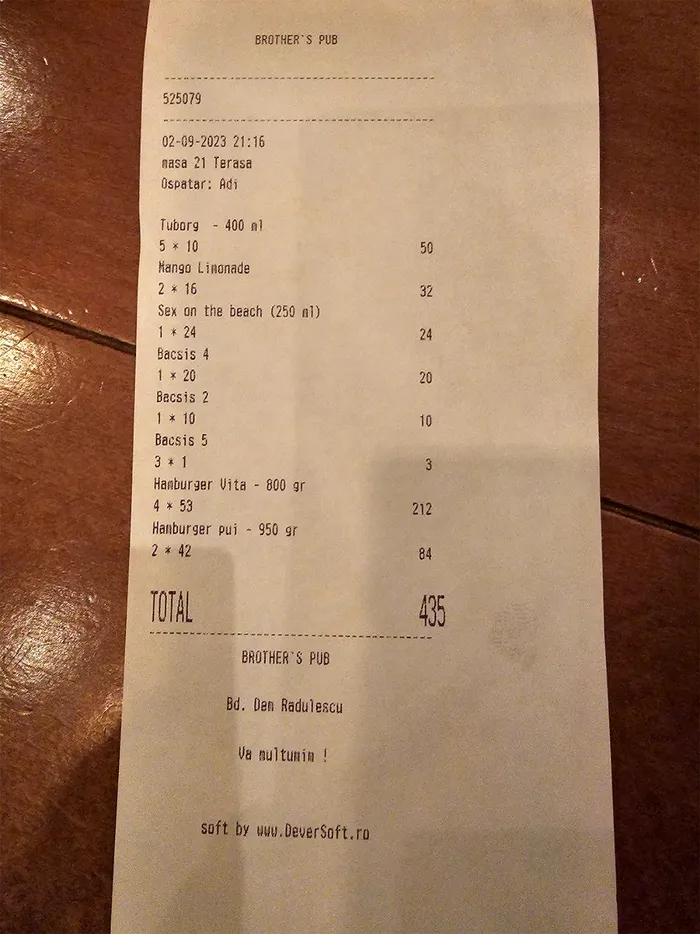 BROTHER`S PUB
525079
02-09-2023 21:16
masa 21 Terasa
Ospatar: Adi
Tuborg - 400 ml
5 * 10 50
Mango Limonade
2 * 16 32
Sex on the beach (250 ml)
1 * 24 24
Bacsis 4
1 * 20 20
Bacsis 2
1 * 10 10
Bacsis 5
3 * 1 3
Hamburger Vita - 800 gr
4 * 53 212
Hamburger pui - 950 gr
2 * 42 84
TOTAL 435
BROTHER`S PUB
Bd. Dem Radulescu
Va multumim !
soft by www.DeverSoft.ro